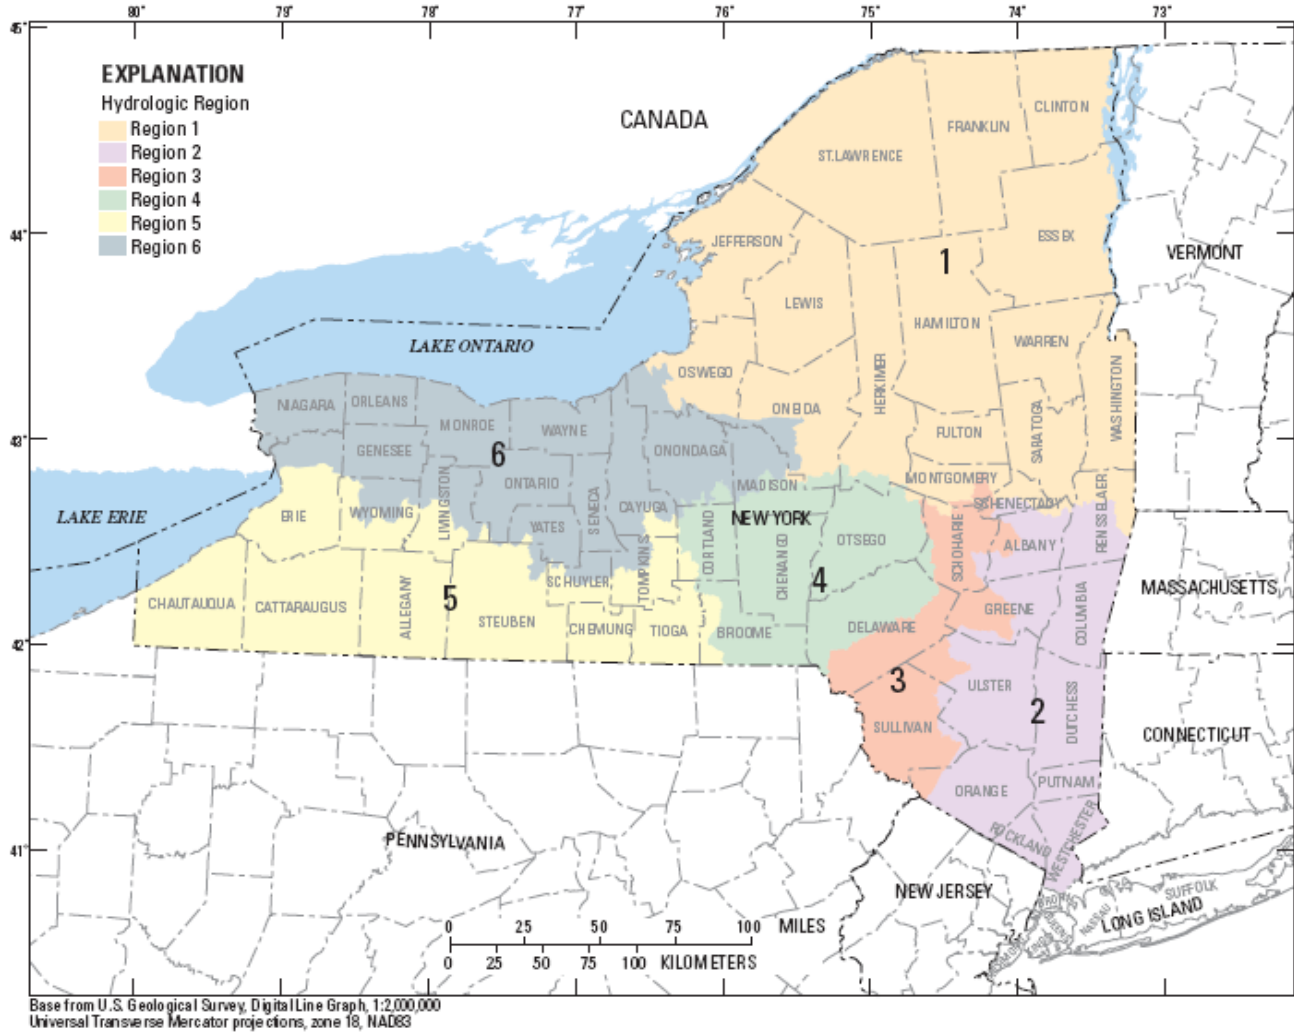 80° 79° 78° 77° 76° 75° 74° 73°
45°
44°
43°
42°
41°
EXPLANATION
Hydrologic Region
Region 1
Region 2
Region 3
Region 4
Region 5
Region 6
CANADA
CLINTON
FRANKLIN
ST.LAWRENCE
ESSEX
JEFFERSON
VERMONT
1
LEWIS
HAMILTON
WARREN
LAKE ONTARIO
OSWEGO
HERKIMER
WASHINGTON
ONEIDA
SARATOGA
FULTON
NIAGARA
ORLEANS
MONROE
WAYNE
GENESEE
6
ONONDAGA
ONTARIO
LIVINGSTON
SENECA
CAYUGA
MADISON
MONTGOMERY
SCHENECTADY
RENSSELAER
LAKE ERIE
ERIE
WYOMING
YATES
NEW YORK
CORTLAND
CHENANGO
OTSEGO
SCHOHARIE
ALBANY
SCHUYLER
TOMPKINS
4
MASSACHUSETTS
CHAUTAUQUA
CATTARAUGUS
ALLEGANY
5
STEUBEN
CHEMUNG
TIOGA
BROOME
DELAWARE
GREENE
COLUMBIA
3
ULSTER
2
DUTCHESS
SULLIVAN
CONNECTICUT
ORANGE
PUTNAM
ROCKLAND
WESTCHESTER
PENNSYLVANIA
NEW JERSEY
SUFFOLK
NASSAU
LONG ISLAND
0 25 50 75 100 MILES
0 25 50 75 100 KILOMETERS
Base from U.S. Geological Survey, Digital Line Graph, 1:2,000,000
Universal Transverse Mercator projections, zone 18, NAD83